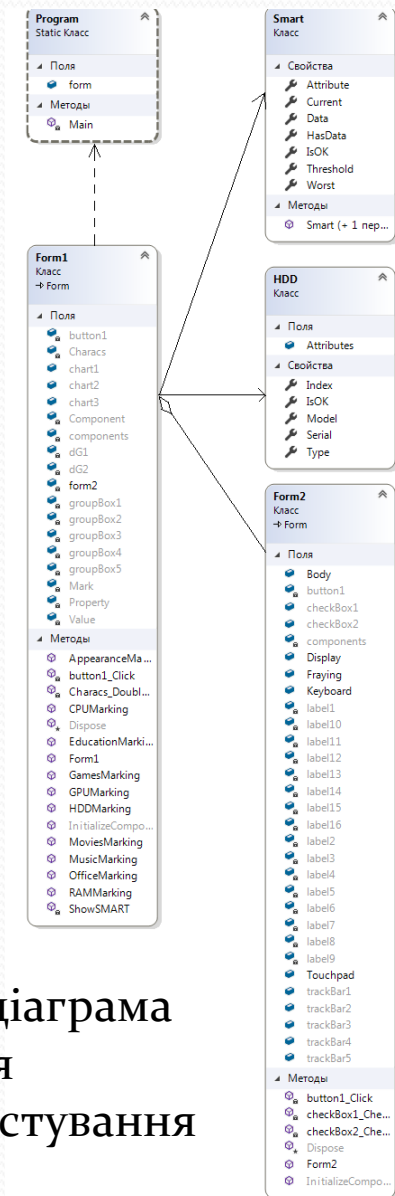 Program
Static Класс
Поля
form
Методы
Main
Form1
Класс
Form
Поля
button1
Characs
chart1
chart2
chart3
Component
components
dG1
dG2
form2
groupBox1
groupBox2
groupBox3
groupBox4
groupBox5
Mark
Property
Value
Методы
AppearanceMa...
button1_Click
Characs_Doubl...
CPUMarking
Dispose
EducationMarki...
Form1
GamesMarking
GPUMarking
HDDMarking
InitializeCompo...
MoviesMarking
MusicMarking
OfficeMarking
RAMMarking
ShowSMART
Smart
Класс
Свойства
Attribute
Current
Data
HasData
IsOK
Threshold
Worst
Методы
Smart (+ 1 пер...
HDD
Класс
Поля
Attributes
Свойства
Index
IsOK
Model
Serial
Type
Form2
Класс
Form
Поля
Body
button1
checkBox1
checkBox2
components
Display
Fraying
Keyboard
label1
label10
label11
label12
label13
label14
label15
label16
label2
label3
label4
label5
label6
label7
label8
label9
Touchpad
trackBar1
trackBar2
trackBar3
trackBar4
trackBar5
Методы
button1_Click
checkBox1_Che...
checkBox2_Che...
Dispose
Form2
InitializeCompo...
діаграма
я
стування